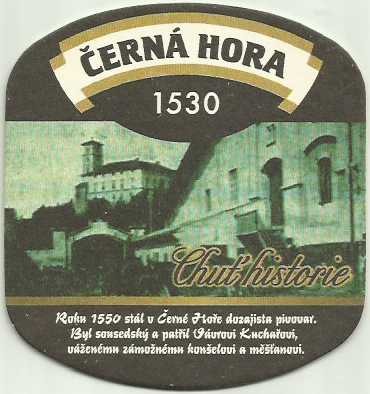 ČERNÁ HORA
1530
Chuť historie
Roku 1550 stál v Černé Hoře dozajista pivovar.
Byl sousedský a patřil Vávrovi Kuchařovi,
váženému zámožnému konšelovi a měšťanovi.